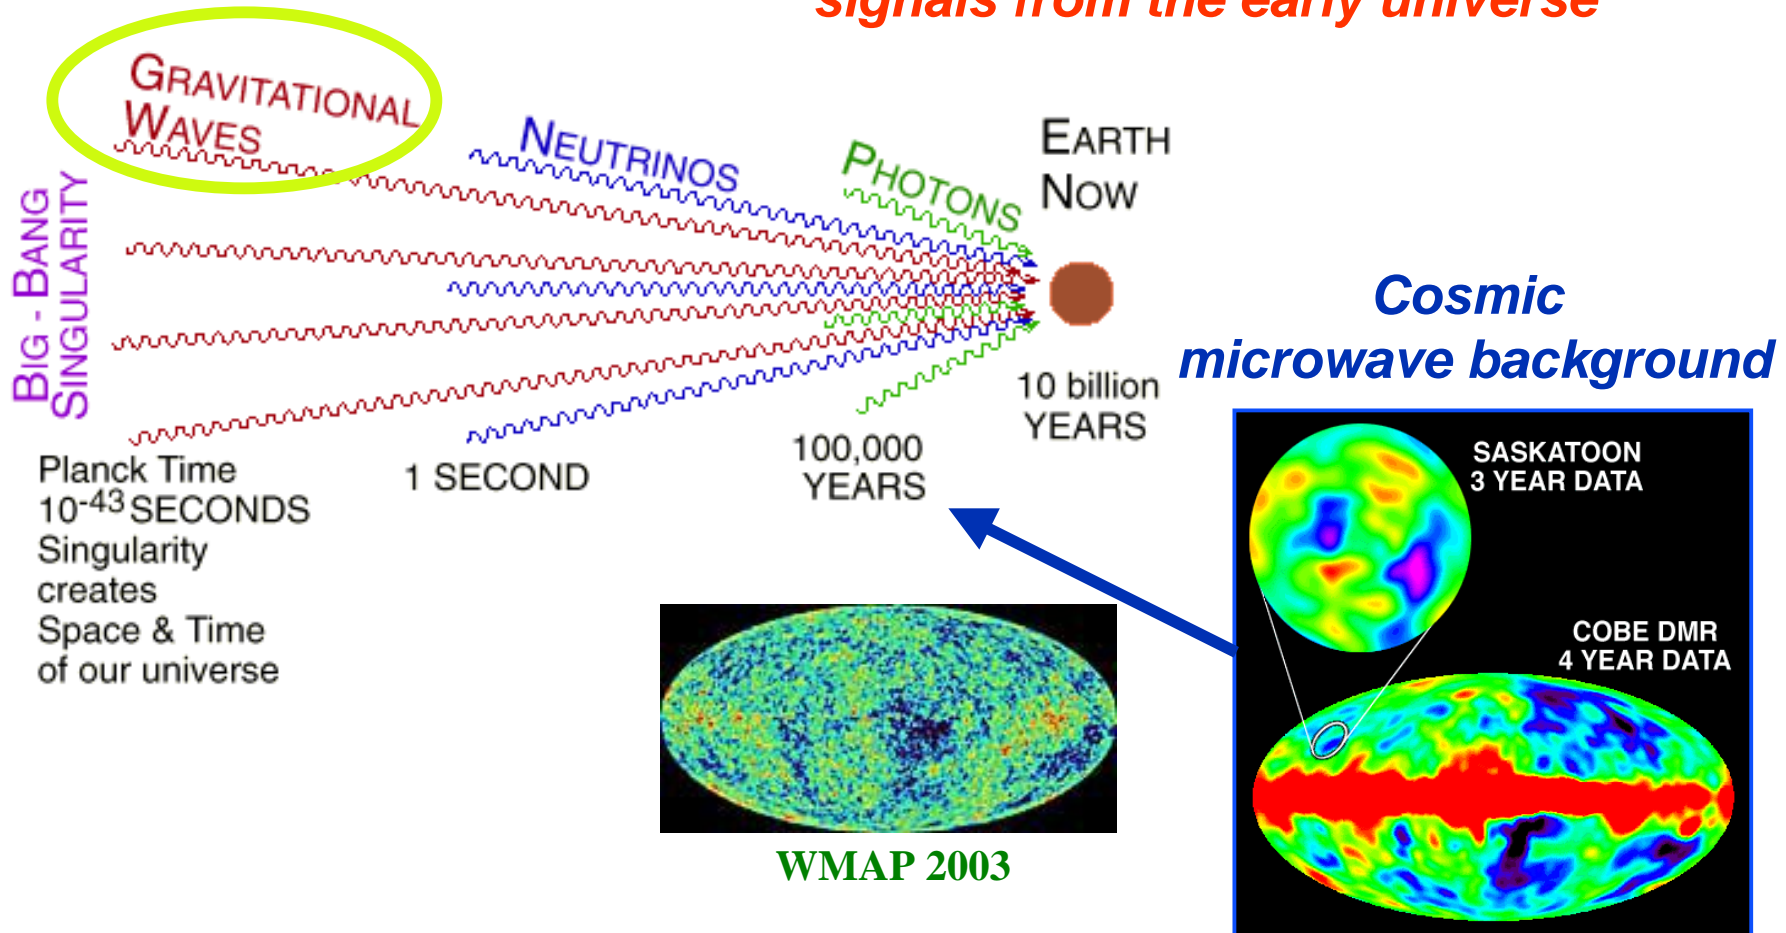 signals from the early universe
GRAVITATIONAL
WAVES
NEUTRINOS
PHOTONS
EARTH
NOW
BIG - BANG
SINGULARITY
Cosmic
microwave background
10 billion
YEARS
100,000
YEARS
1 SECOND
Planck Time
10-43 SECONDS
Singularity
creates
Space & Time
of our universe
SASKATOON
3 YEAR DATA
COBE DMR
4 YEAR DATA
WMAP 2003